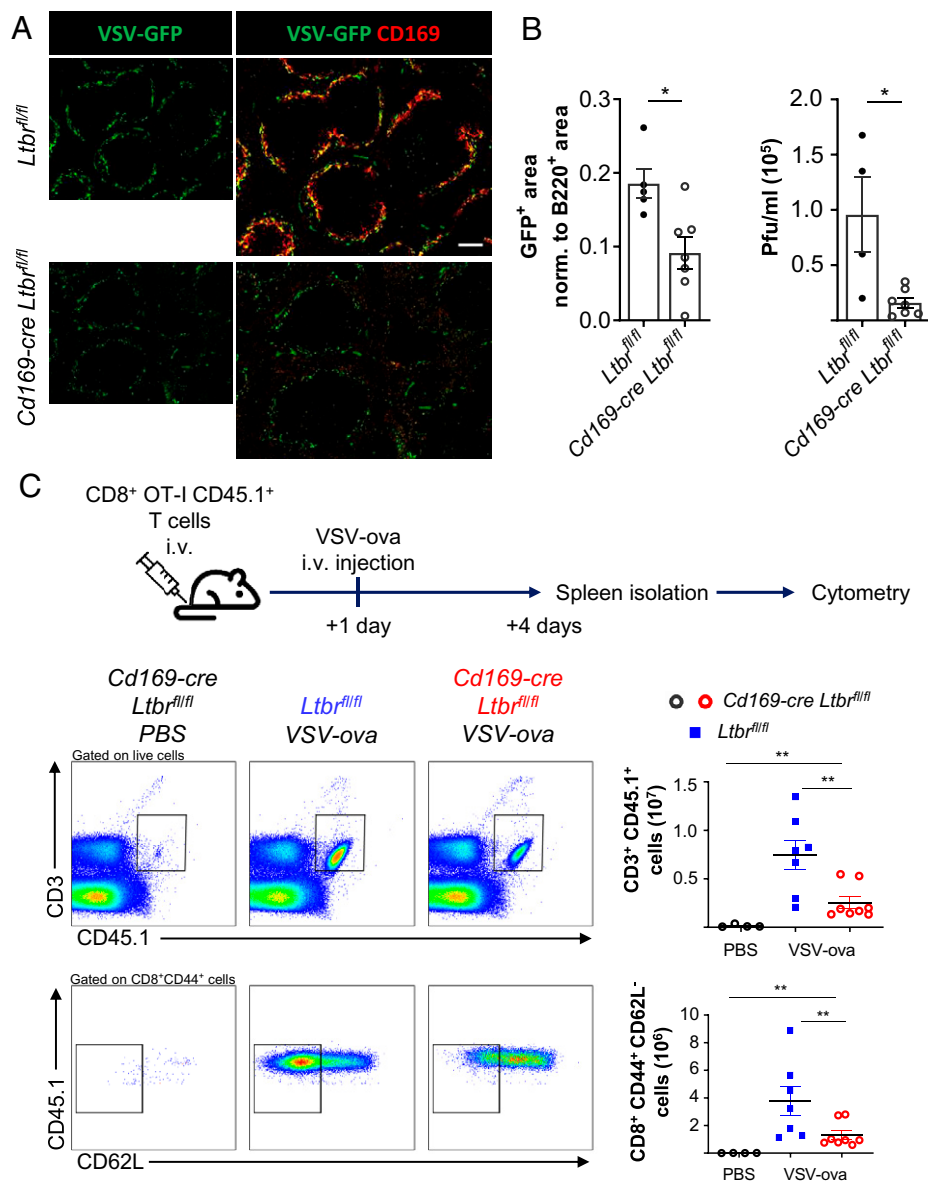 A
VSV-GFP
VSV-GFP CD169
Ltbr^fl/fl
Cd169-cre Ltbr^fl/fl
B
*
0.3
0.2
0.1
0.0
GFP⁺ area
norm. to B220⁺ area
Ltbr^fl/fl
Cd169-cre Ltbr^fl/fl
*
2.0
1.5
1.0
0.5
Pfu/ml (10⁵)
Ltbr^fl/fl
Cd169-cre Ltbr^fl/fl
C
CD8⁺ OT-I CD45.1⁺
T cells
i.v.
VSV-ova
i.v. injection
+1 day
+4 days
Spleen isolation
Cytometry
Cd169-cre
Ltbr^fl/fl
PBS
Ltbr^fl/fl
VSV-ova
Cd169-cre
Ltbr^fl/fl
VSV-ova
Gated on live cells
CD3
CD45.1
Cd169-cre Ltbr^fl/fl
Ltbr^fl/fl
**
**
1.5
1.0
0.5
CD3⁺ CD45.1⁺
cells (10⁷)
PBS
VSV-ova
Gated on CD8⁺CD44⁺ cells
CD45.1
CD62L
**
**
10
8
6
4
2
CD8⁺ CD44⁺ CD62L⁻
cells (10⁶)
PBS
VSV-ova